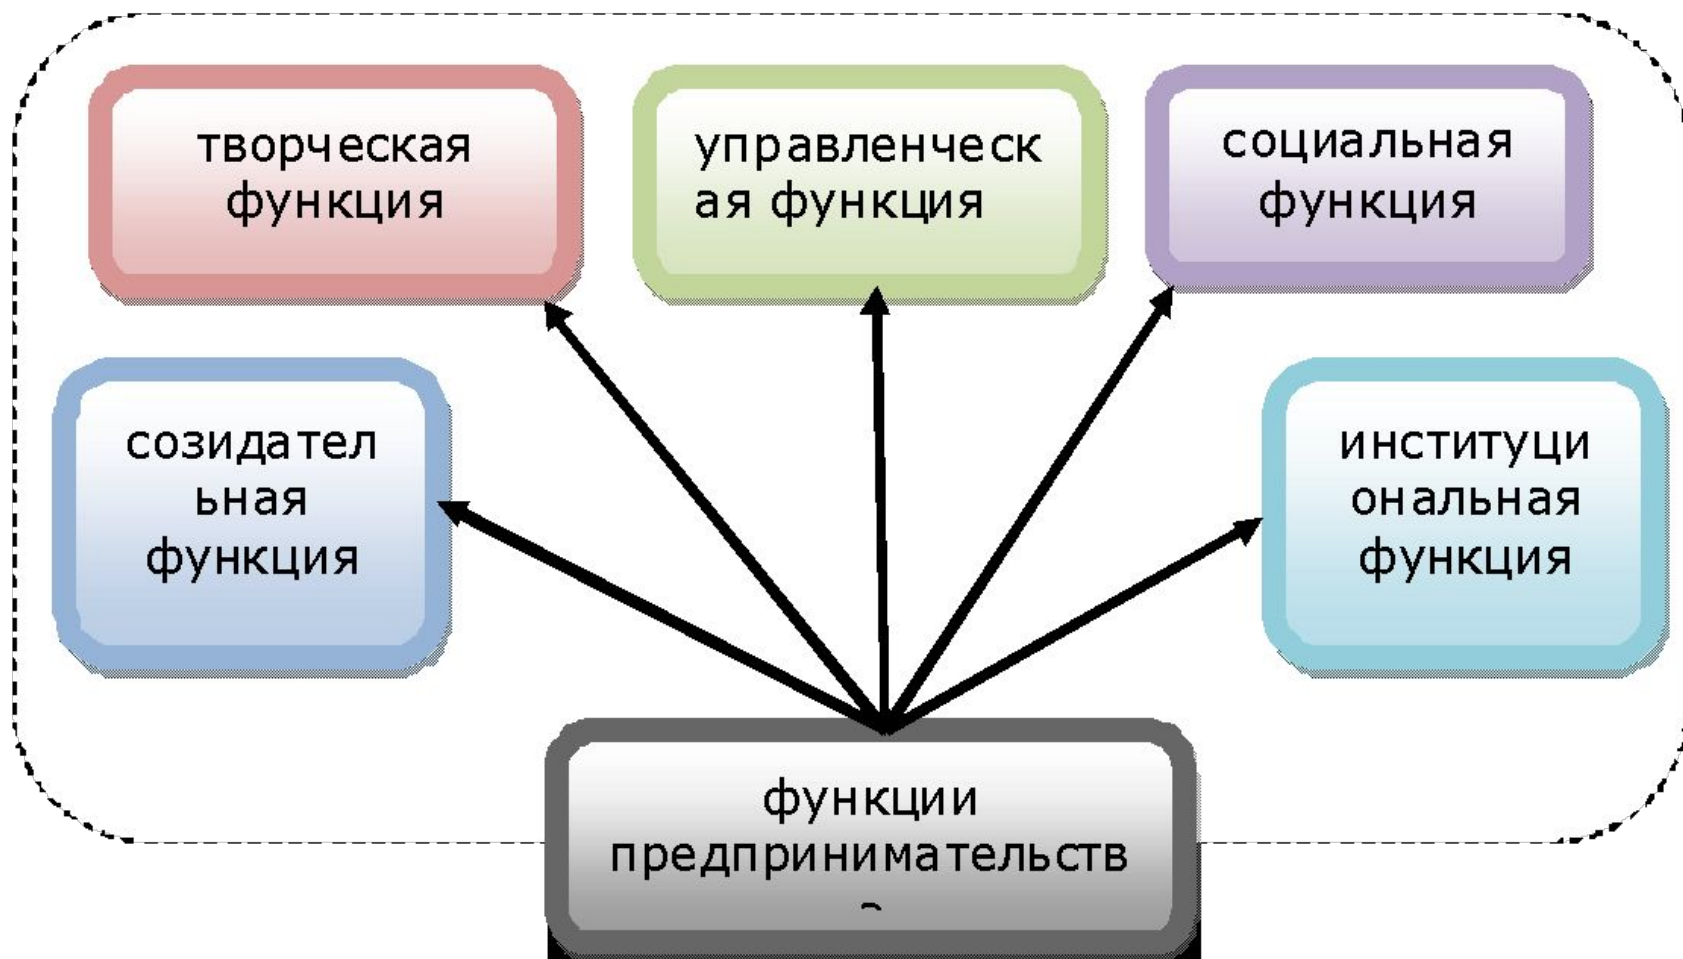 творческая
функция
управленческ
ая функция
социальная
функция
созидател
ьная
функция
институци
ональная
функция
функции
предпринимательств